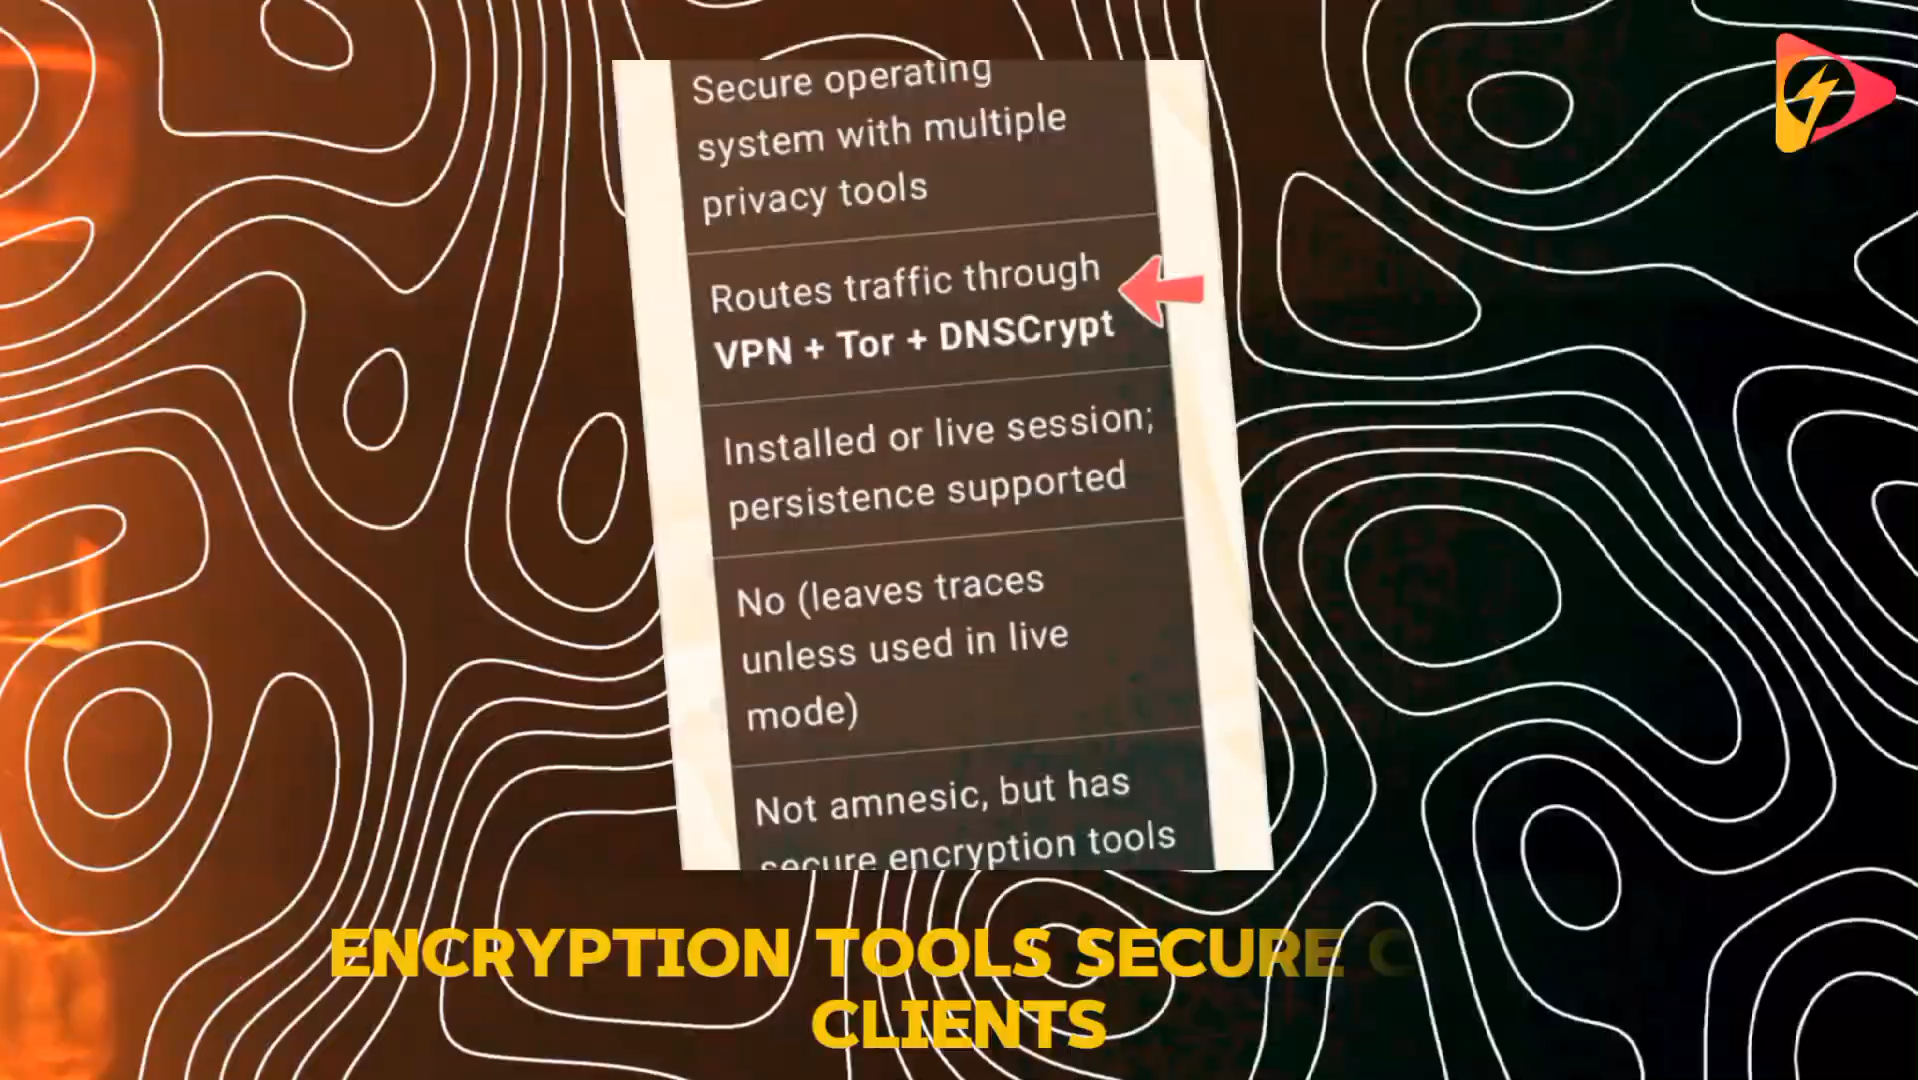 Secure operating
system with multiple
privacy tools
Routes traffic through
VPN + Tor + DNSCrypt
Installed or live session;
persistence supported
No (leaves traces
unless used in live
mode)
Not amnesic, but has
secure encryption tools
ENCRYPTION TOOLS SECURE
CLIENTS